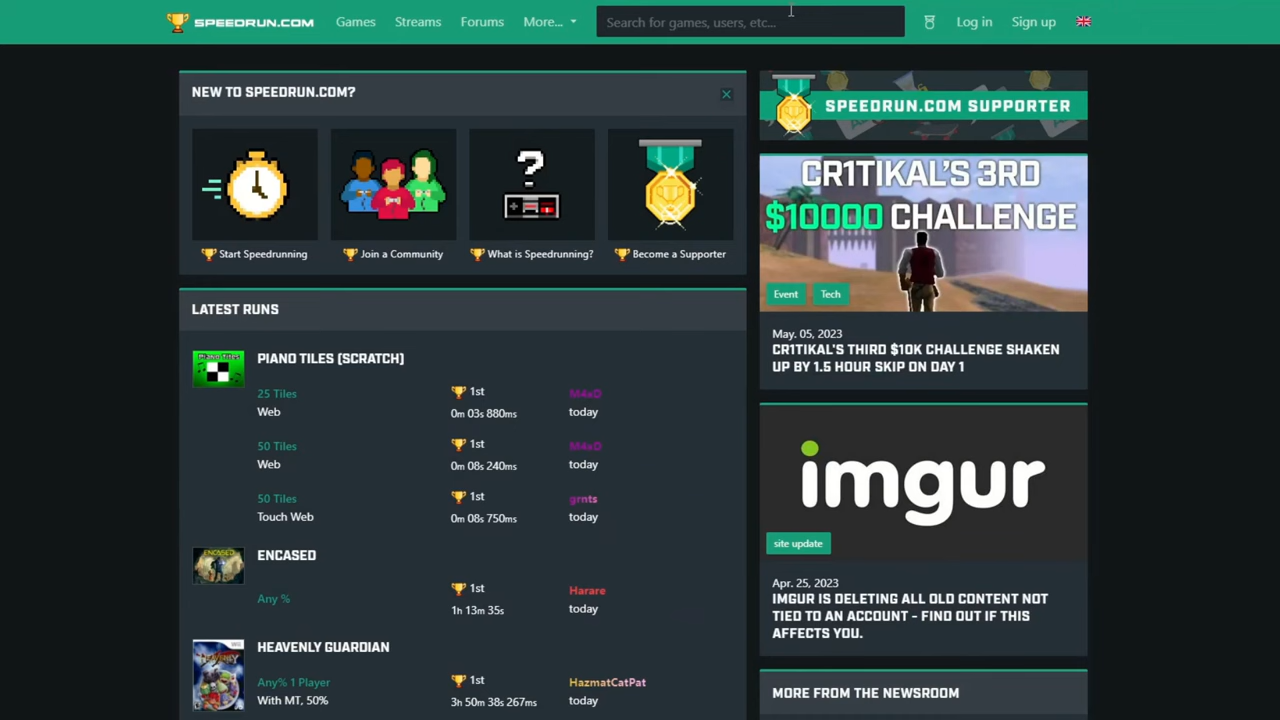 SPEEDRUN.COM Games Streams Forums More... Search for games, users, etc... Log in Sign up
NEW TO SPEEDRUN.COM?
Start Speedrunning Join a Community What is Speedrunning? Become a Supporter
LATEST RUNS
PIANO TILES
PIANO TILES (SCRATCH)
25 Tiles 1st M4xD
Web 0m 03s 880ms today
50 Tiles 1st M4xD
Web 0m 08s 240ms today
50 Tiles 1st grnts
Touch Web 0m 08s 750ms today
ENCASED
ENCASED
Any % 1st Harare
1h 13m 35s today
HEAVENLY GUARDIAN
Any% 1 Player 1st HazmatCatPat
With MT, 50% 3h 50m 38s 267ms today
SPEEDRUN.COM SUPPORTER
CR1TIKAL'S 3RD
$10000 CHALLENGE
Event Tech
May. 05, 2023
CR1TIKAL'S THIRD $10K CHALLENGE SHAKEN
UP BY 1.5 HOUR SKIP ON DAY 1
imgur
site update
Apr. 25, 2023
IMGUR IS DELETING ALL OLD CONTENT NOT
TIED TO AN ACCOUNT - FIND OUT IF THIS
AFFECTS YOU.
MORE FROM THE NEWSROOM